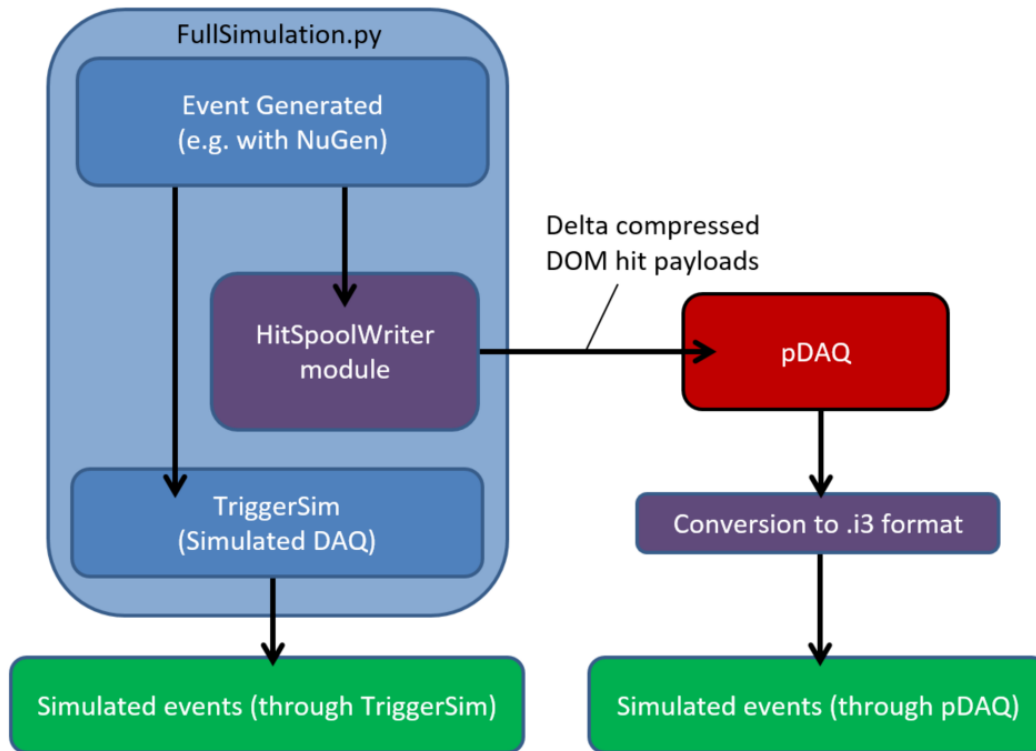 FullSimulation.py
Event Generated
(e.g. with NuGen)
Delta compressed
DOM hit payloads
HitSpoolWriter
module
pDAQ
TriggerSim
(Simulated DAQ)
Conversion to .i3 format
Simulated events (through TriggerSim)
Simulated events (through pDAQ)